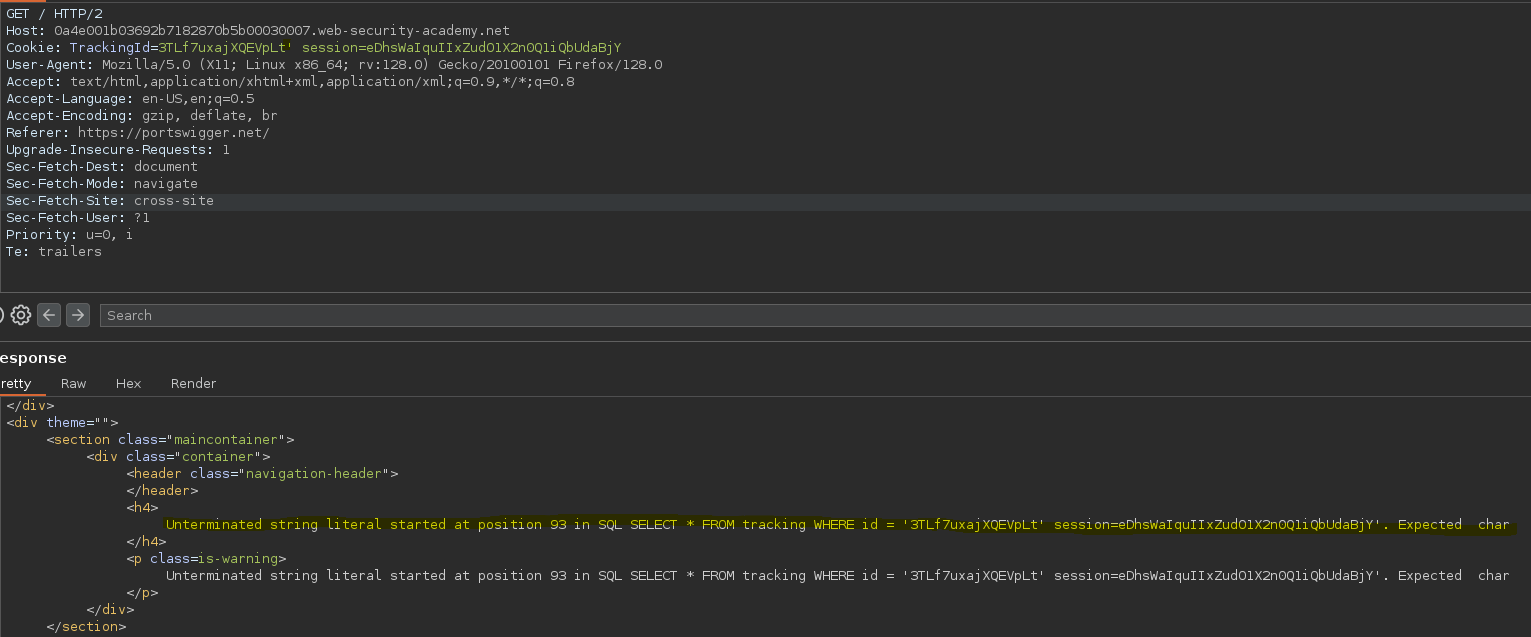 GET / HTTP/2
Host: 0a4e001b03692b7182870b5b00030007.web-security-academy.net
Cookie: TrackingId=3TLf7uxajXQEVpLt' session=eDhsWaIquIIxZudO1X2n0Q1iQbUdaBjY
User-Agent: Mozilla/5.0 (X11; Linux x86_64; rv:128.0) Gecko/20100101 Firefox/128.0
Accept: text/html,application/xhtml+xml,application/xml;q=0.9,*/*;q=0.8
Accept-Language: en-US,en;q=0.5
Accept-Encoding: gzip, deflate, br
Referer: https://portswigger.net/
Upgrade-Insecure-Requests: 1
Sec-Fetch-Dest: document
Sec-Fetch-Mode: navigate
Sec-Fetch-Site: cross-site
Sec-Fetch-User: ?1
Priority: u=0, i
Te: trailers
Search
esponse
retty Raw Hex Render
</div>
<div theme="">
<section class="maincontainer">
<div class="container">
<header class="navigation-header">
</header>
<h4>
Unterminated string literal started at position 93 in SQL SELECT * FROM tracking WHERE id = '3TLf7uxajXQEVpLt' session=eDhsWaIquIIxZudO1X2n0Q1iQbUdaBjY'. Expected  char
</h4>
<p class=is-warning>
Unterminated string literal started at position 93 in SQL SELECT * FROM tracking WHERE id = '3TLf7uxajXQEVpLt' session=eDhsWaIquIIxZudO1X2n0Q1iQbUdaBjY'. Expected  char
</p>
</div>
</section>